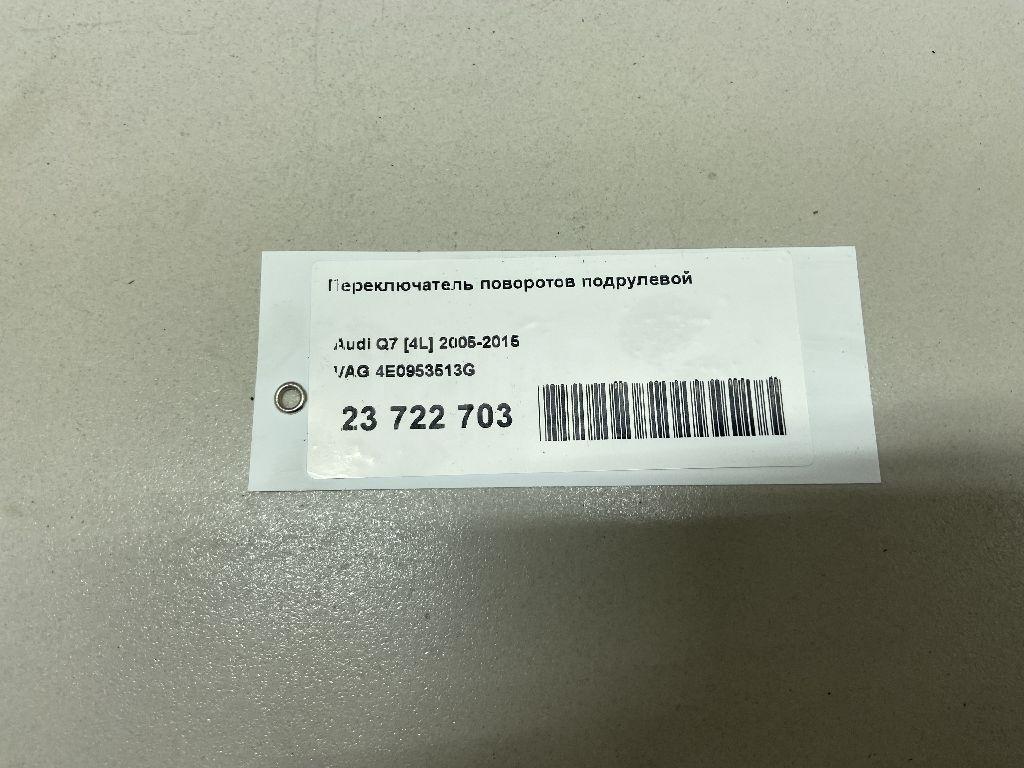 Переключатель поворотов подрулевой
Audi Q7 [4L] 2005-2015
VAG 4E0953513G
23 722 703